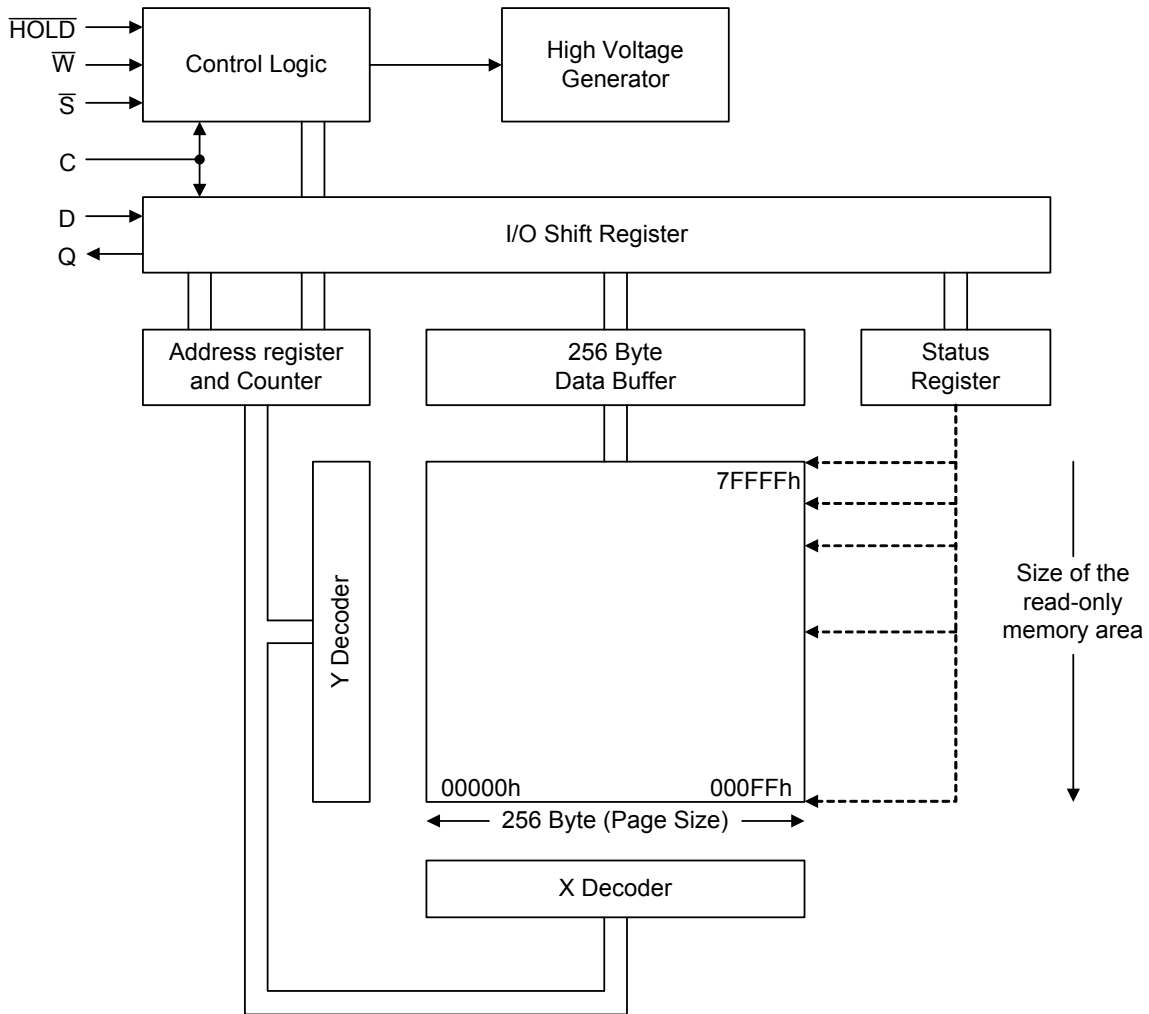 HOLD
W
S
C
D
Q
Control Logic
High Voltage
Generator
I/O Shift Register
Address register
and Counter
256 Byte
Data Buffer
Status
Register
Y Decoder
7FFFFh
00000h
000FFh
256 Byte (Page Size)
X Decoder
Size of the
read-only
memory area